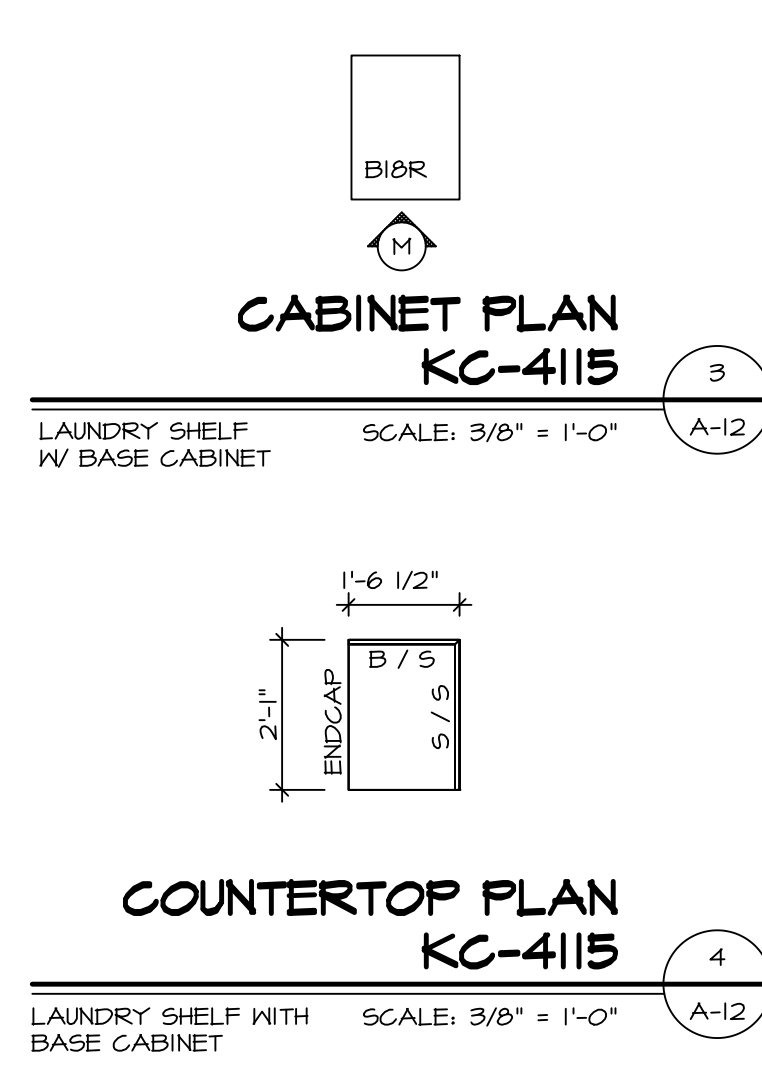 B18R
M
CABINET PLAN
KC-4115
3
LAUNDRY SHELF
W/ BASE CABINET
SCALE: 3/8" = 1'-0"
A-12
1'-6 1/2"
B / S
2'-1"
ENDCAP
S / S
COUNTERTOP PLAN
KC-4115
4
LAUNDRY SHELF WITH
BASE CABINET
SCALE: 3/8" = 1'-0"
A-12